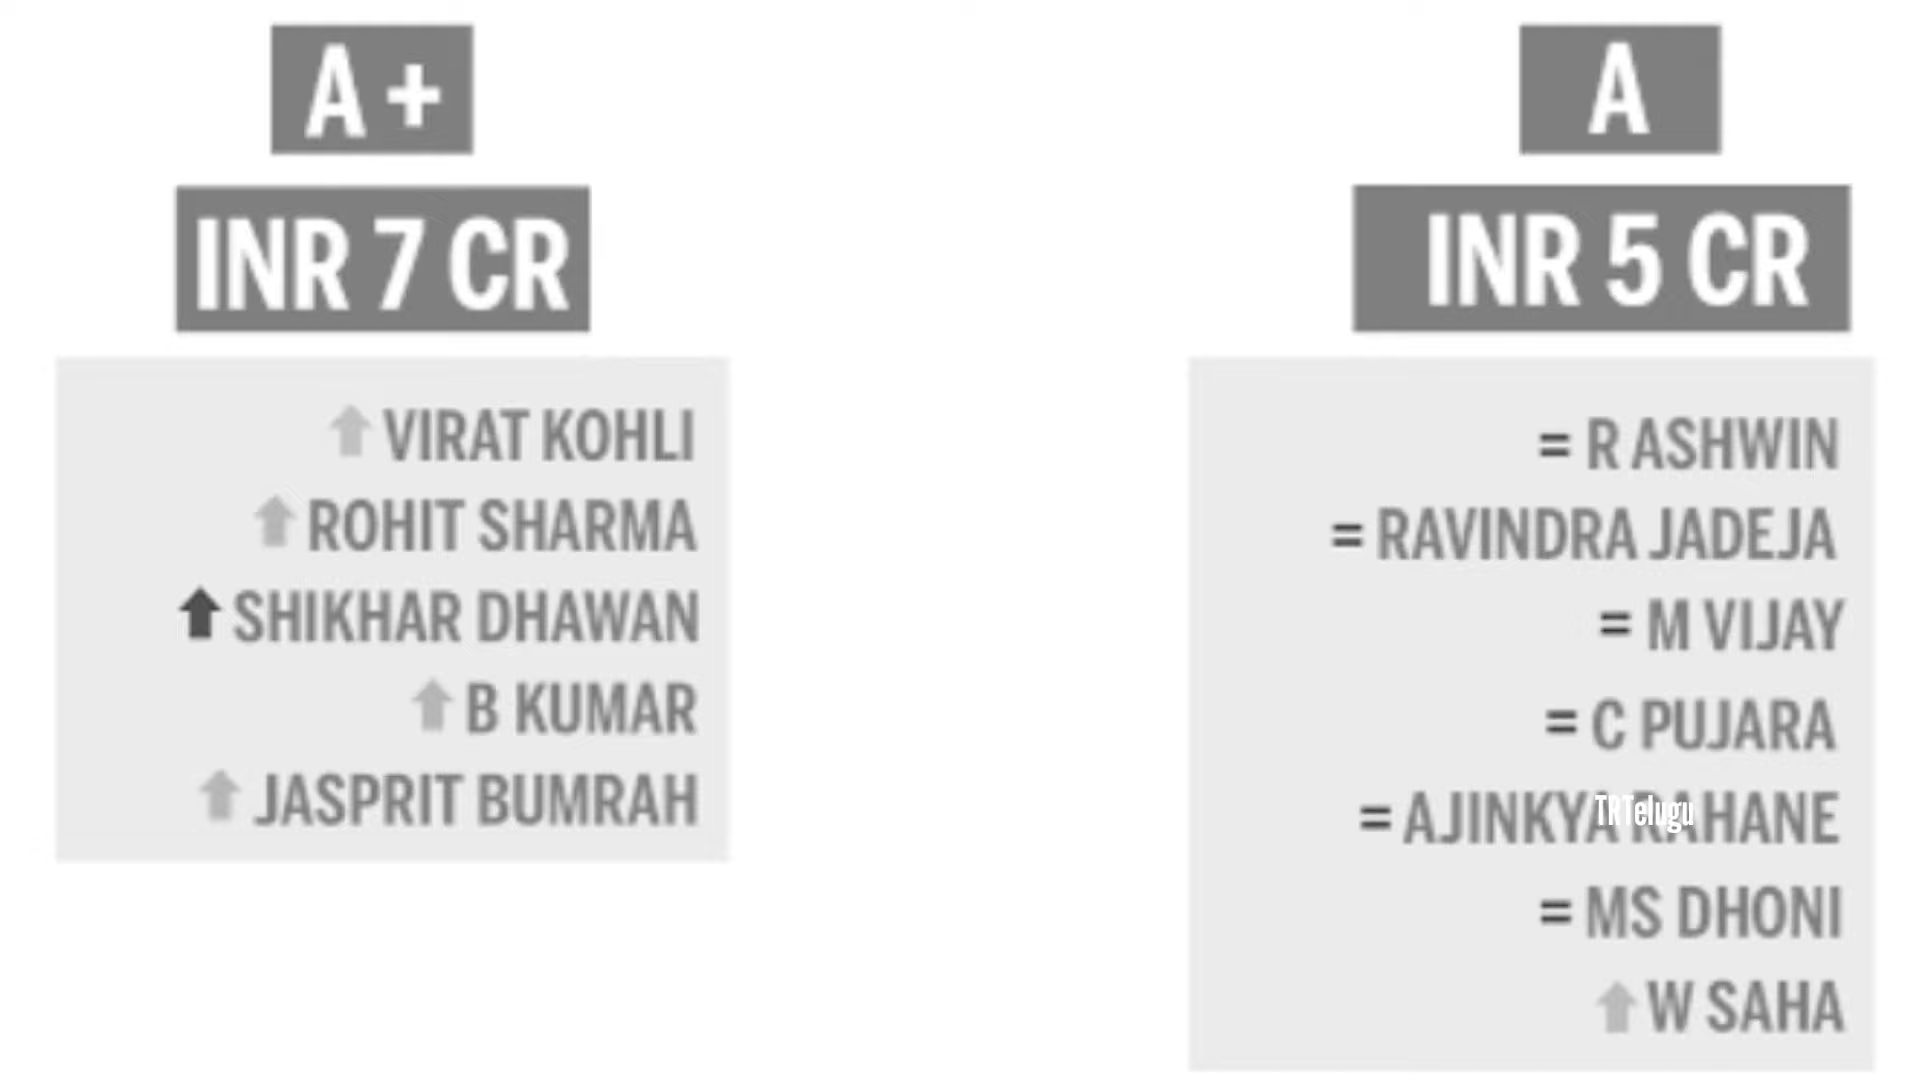 A +
INR 7 CR
VIRAT KOHLI
ROHIT SHARMA
SHIKHAR DHAWAN
B KUMAR
JASPRIT BUMRAH
A
INR 5 CR
= R ASHWIN
= RAVINDRA JADEJA
= M VIJAY
= C PUJARA
= AJINKYA RAHANE
TRTelugu
= MS DHONI
W SAHA